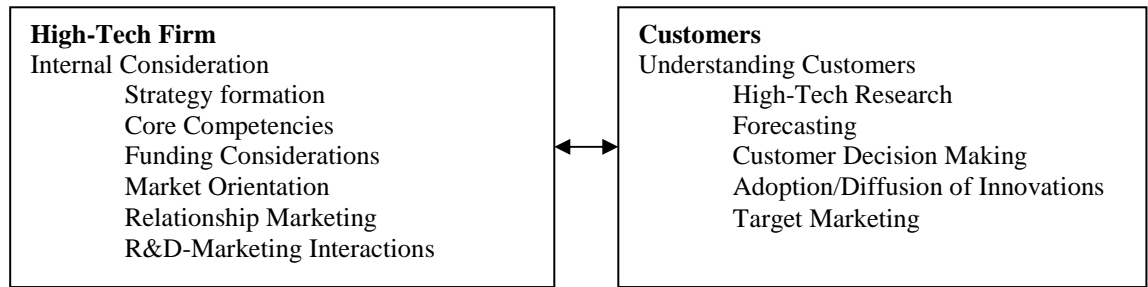 High-Tech Firm
Internal Consideration
Strategy formation
Core Competencies
Funding Considerations
Market Orientation
Relationship Marketing
R&D-Marketing Interactions
Customers
Understanding Customers
High-Tech Research
Forecasting
Customer Decision Making
Adoption/Diffusion of Innovations
Target Marketing